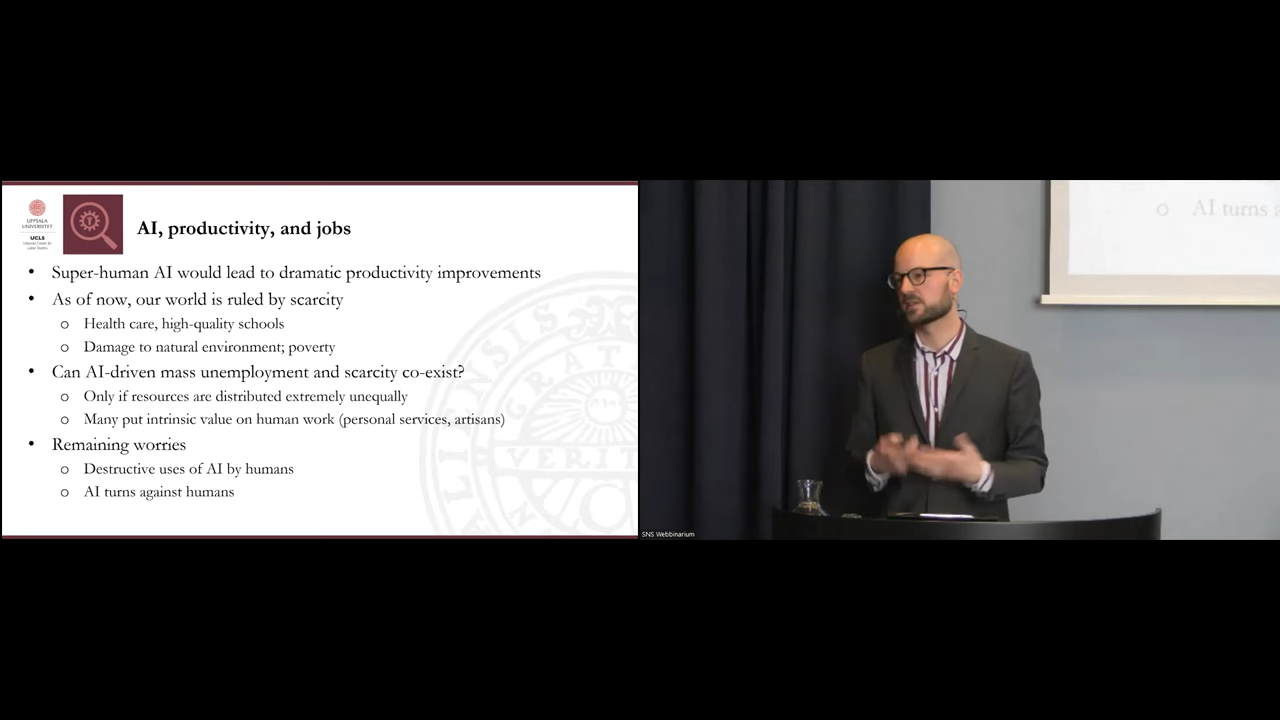 UPPSALA
UNIVERSITET
UCLS
AI, productivity, and jobs
• Super-human AI would lead to dramatic productivity improvements
• As of now, our world is ruled by scarcity
o Health care, high-quality schools
o Damage to natural environment; poverty
• Can AI-driven mass unemployment and scarcity co-exist?
o Only if resources are distributed extremely unequally
o Many put intrinsic value on human work (personal services, artisans)
• Remaining worries
o Destructive uses of AI by humans
o AI turns against humans
o AI turns
SNS Webbinarium